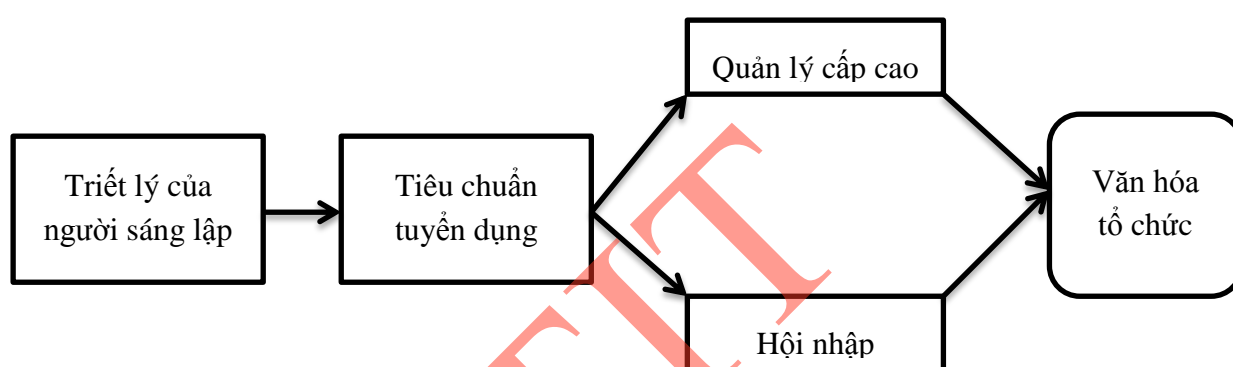 Quản lý cấp cao
Triết lý của
người sáng lập
Tiêu chuẩn
tuyển dụng
Văn hóa
tổ chức
Hội nhập